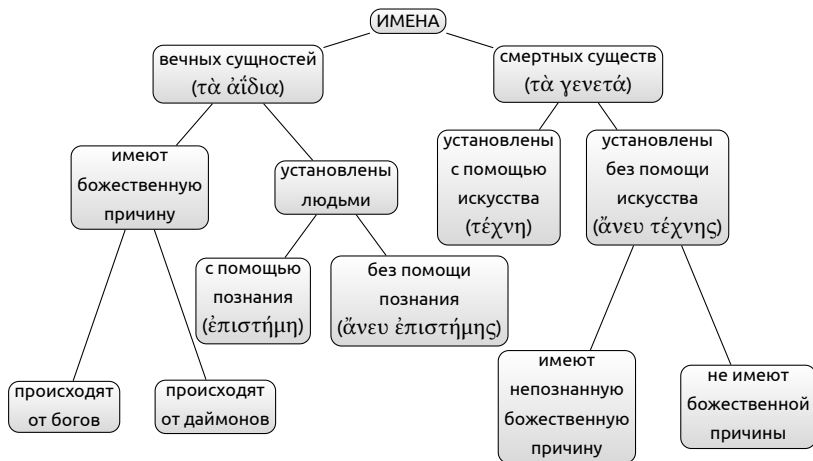 ИМЕНА
вечных сущностей
(τὰ ἀΐδια)
смертных существ
(τὰ γενετά)
имеют
божественную
причину
установлены
людьми
установлены
с помощью
искусства
(τέχνη)
установлены
без помощи
искусства
(ἄνευ τέχνης)
с помощью
познания
(ἐπιστήμη)
без помощи
познания
(ἄνευ ἐπιστήμης)
происходят
от богов
происходят
от даймонов
имеют
непознанную
божественную
причину
не имеют
божественной
причины